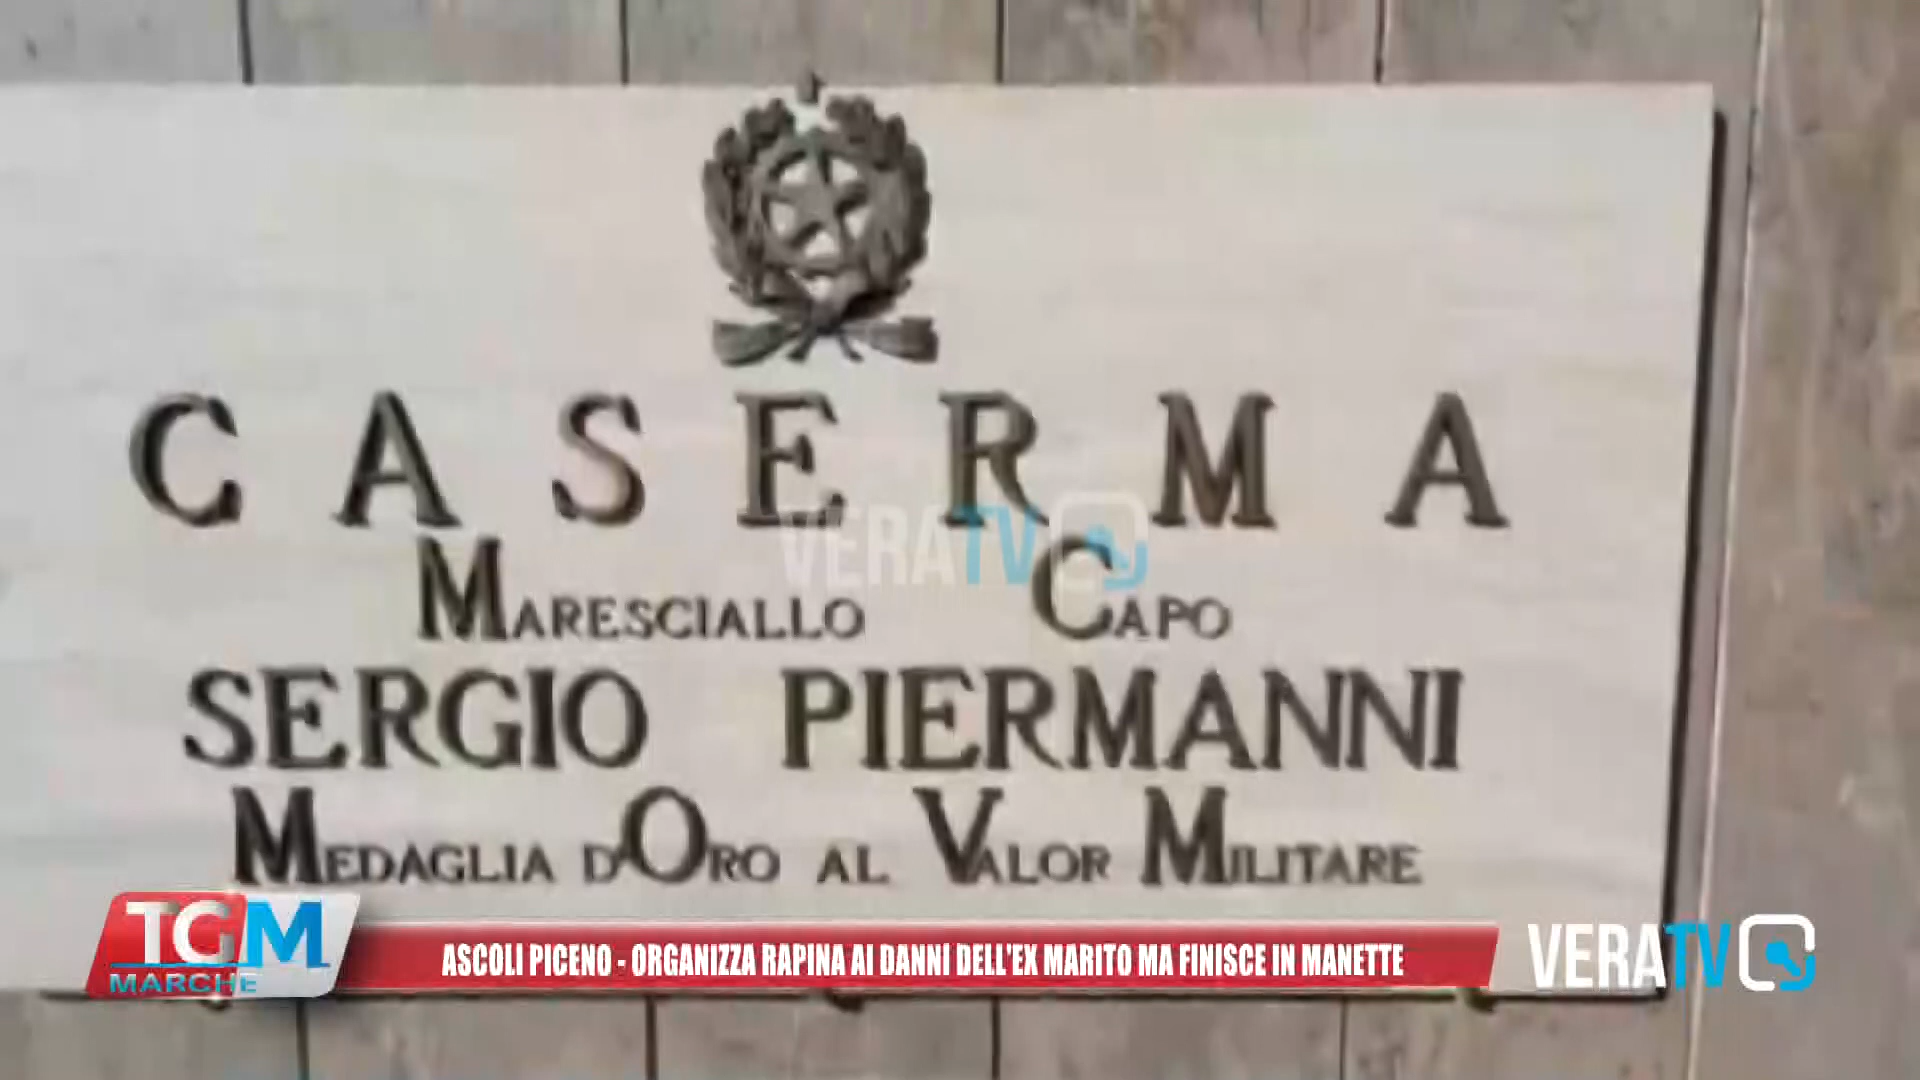 CASERMA
VERATV
MARESCIALLO CAPO
SERGIO PIERMANNI
MEDAGLIA D'ORO AL VALOR MILITARE
TGM
MARCHE
ASCOLI PICENO - ORGANIZZA RAPINA AI DANNI DELL'EX MARITO MA FINISCE IN MANETTE
VERATV